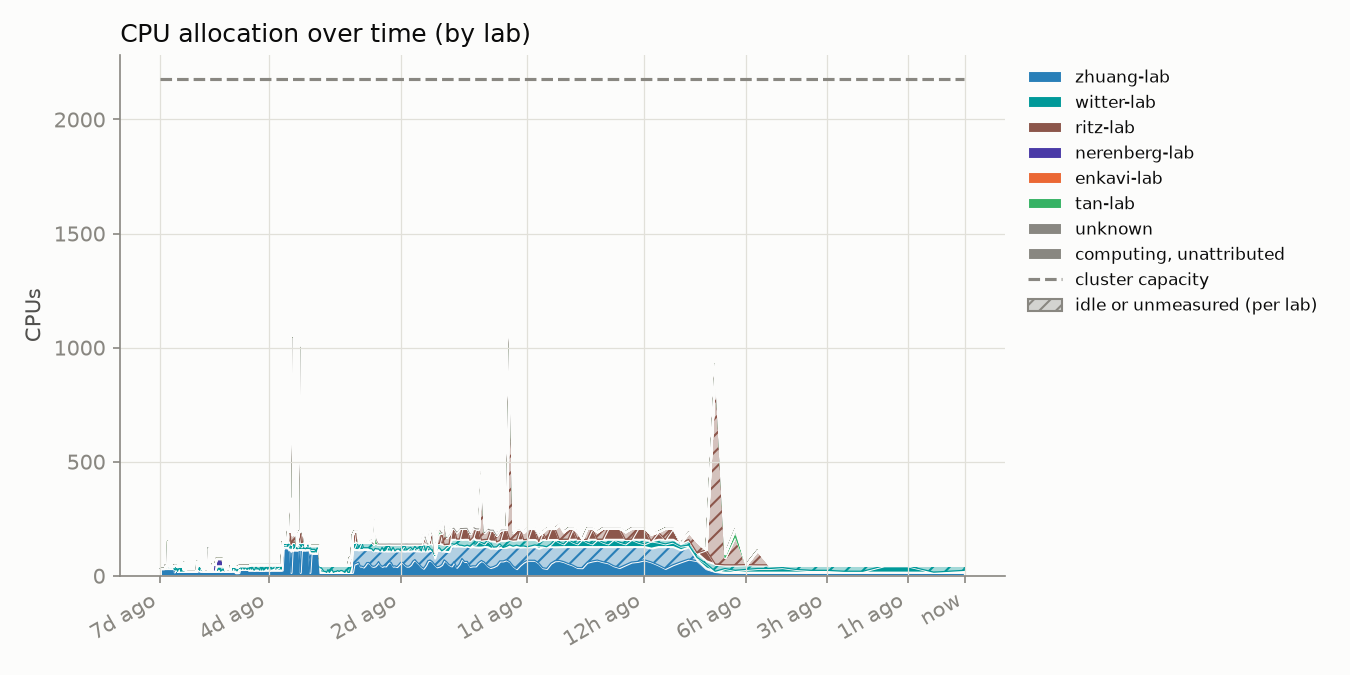 CPU allocation over time (by lab)
CPUs
2000
1500
1000
500
0
7d ago
4d ago
2d ago
1d ago
12h ago
6h ago
3h ago
1h ago
now
zhuang-lab
witter-lab
ritz-lab
nerenberg-lab
enkavi-lab
tan-lab
unknown
computing, unattributed
cluster capacity
idle or unmeasured (per lab)